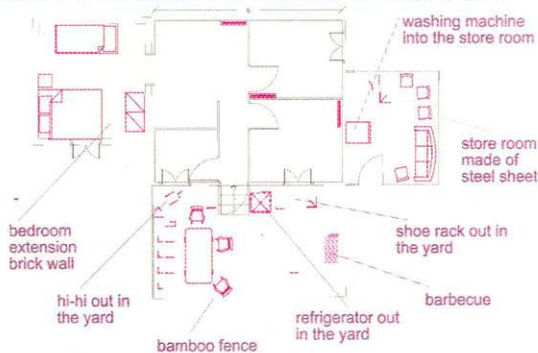 washing machine
into the store room
store room
made of
steel sheet
bedroom
extension
brick wall
hi-hi out in
the yard
bamboo fence
refrigerator out
in the yard
shoe rack out in
the yard
barbecue